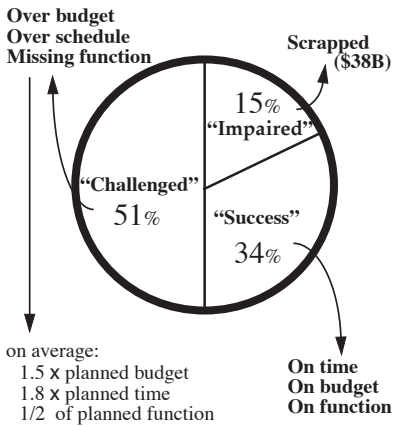 Over budget
Over schedule
Missing function
Scrapped
($38B)
15%
“Impaired”
“Challenged”
51%
“Success”
34%
on average:
1.5 x planned budget
1.8 x planned time
1/2 of planned function
On time
On budget
On function